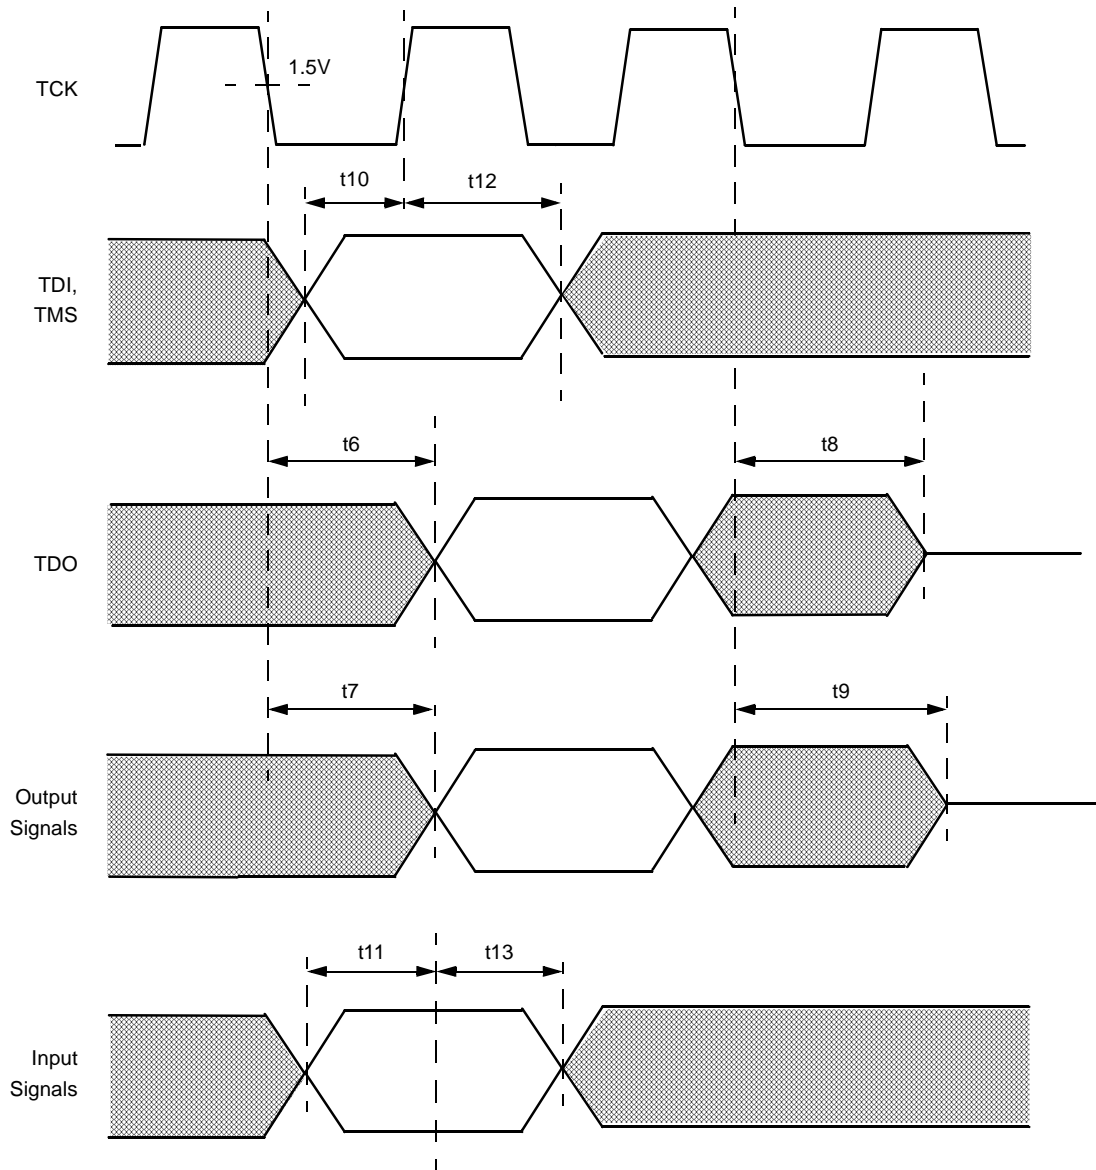 1.5V
TCK
t10
t12
TDI,
TMS
t6
t8
TDO
t7
t9
Output
Signals
t11
t13
Input
Signals